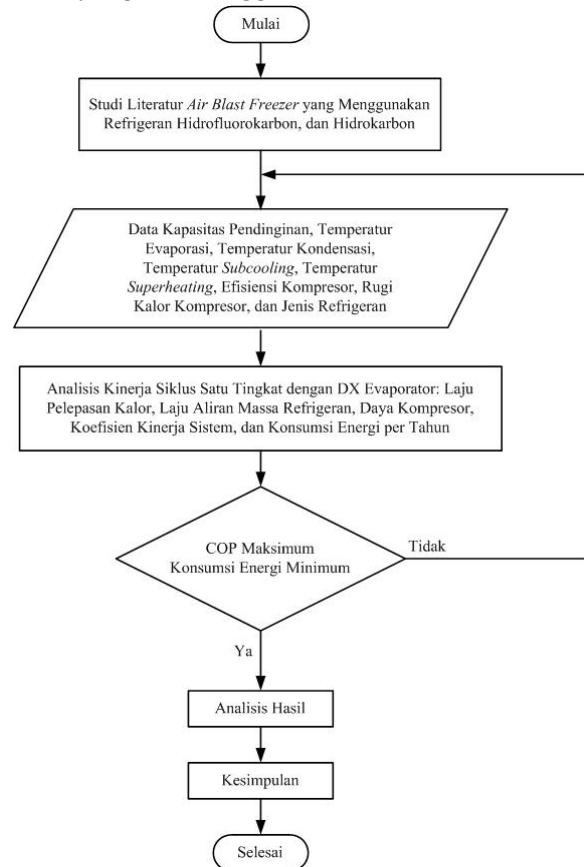 Mulai
Studi Literatur Air Blast Freezer yang Menggunakan
Refrigeran Hidrofluorokarbon, dan Hidrokarbon
Data Kapasitas Pendinginan, Temperatur
Evaporasi, Temperatur Kondensasi,
Temperatur Subcooling, Temperatur
Superheating, Efisiensi Kompresor, Rugi
Kalor Kompresor, dan Jenis Refrigeran
Analisis Kinerja Siklus Satu Tingkat dengan DX Evaporator: Laju
Pelepasan Kalor, Laju Aliran Massa Refrigeran, Daya Kompresor,
Koefisien Kinerja Sistem, dan Konsumsi Energi per Tahun
COP Maksimum
Konsumsi Energi Minimum
Tidak
Ya
Analisis Hasil
Kesimpulan
Selesai